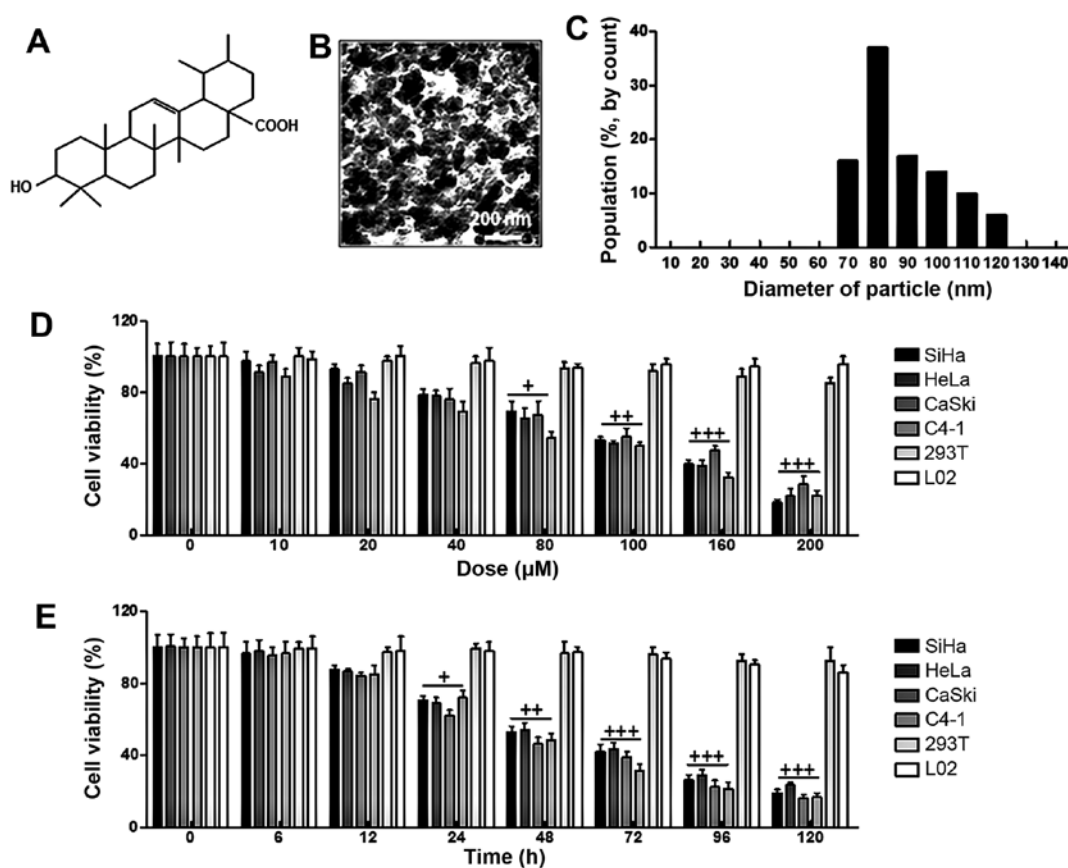 A
COOH
HO
B
200 nm
C
Population (%, by count)
40
30
20
10
0
10 20 30 40 50 60 70 80 90 100 110 120 130 140
Diameter of particle (nm)
D
Cell viability (%)
120
80
40
0
+
++
+++
+++
0 10 20 40 80 100 160 200
Dose (µM)
SiHa
HeLa
CaSki
C4-1
293T
L02
E
Cell viability (%)
120
80
40
0
+
++
+++
+++
+++
0 6 12 24 48 72 96 120
Time (h)
SiHa
HeLa
CaSki
C4-1
293T
L02